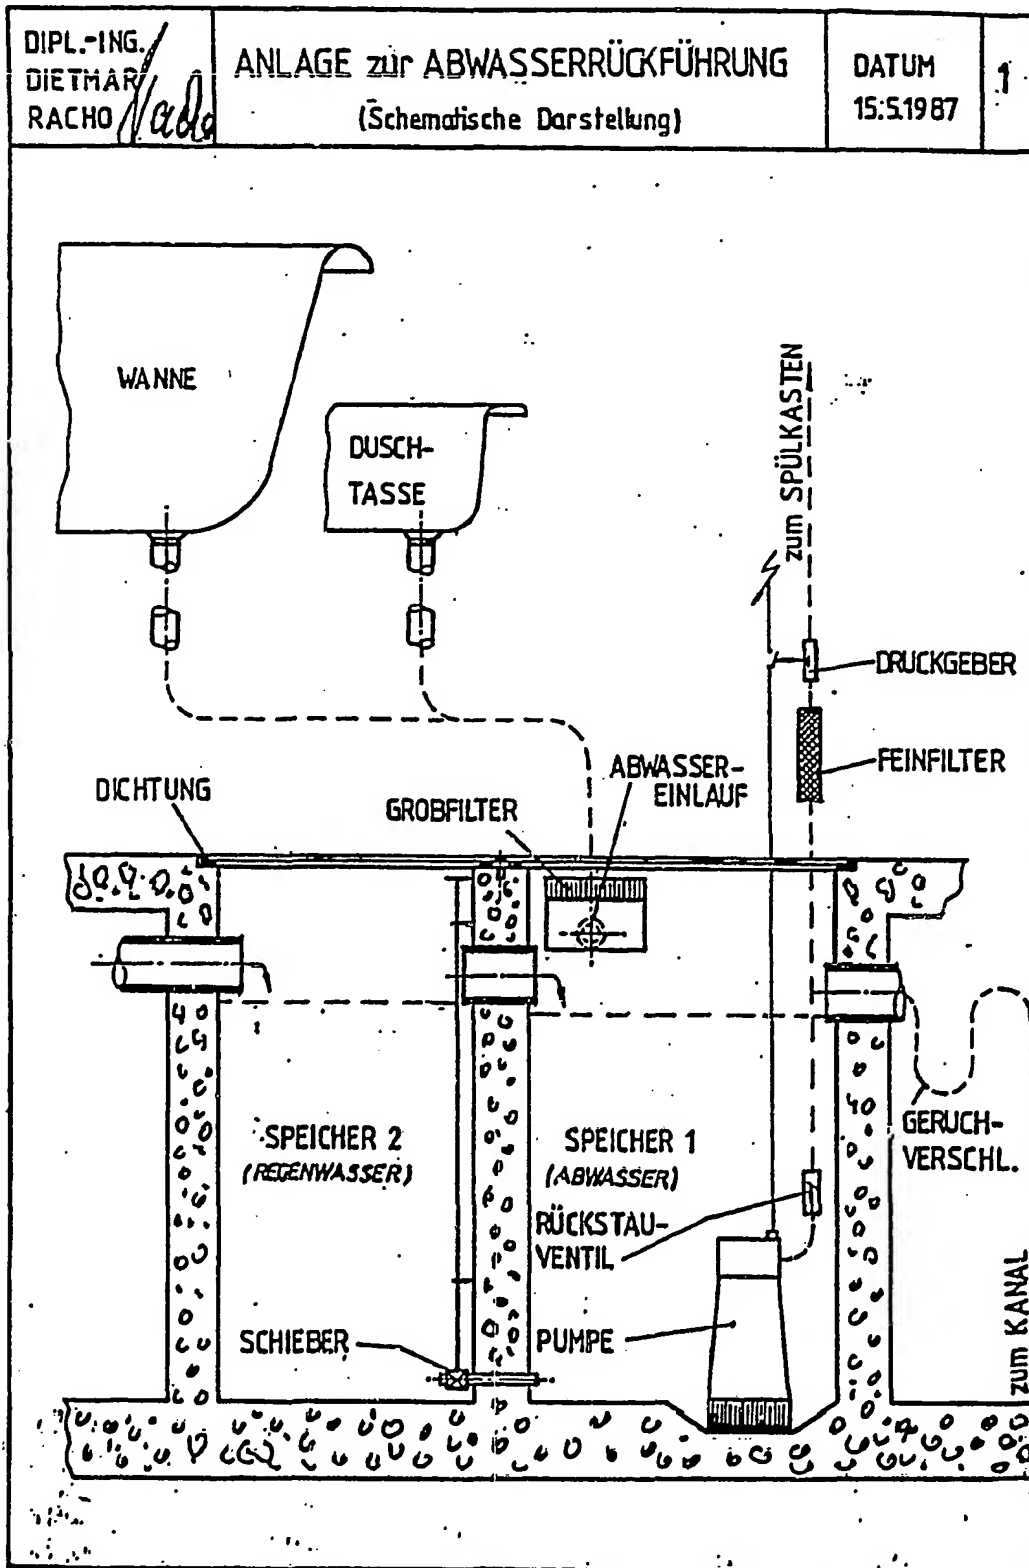 DIPL.-ING.
DIETMAR
RACHO
ANLAGE zur ABWASSERRÜCKFÜHRUNG
(Schematische Darstellung)
DATUM
15.5.1987
1
WANNE
DUSCH-
TASSE
zum SPÜLKASTEN
DRUCKGEBER
FEINFILTER
ABWASSER-
EINLAUF
GROBFILTER
DICHTUNG
SPEICHER 2
(REGENWASSER)
SPEICHER 1
(ABWASSER)
GERUCH-
VERSCHL.
RÜCKSTAU-
VENTIL
SCHIEBER
PUMPE
zum KANAL